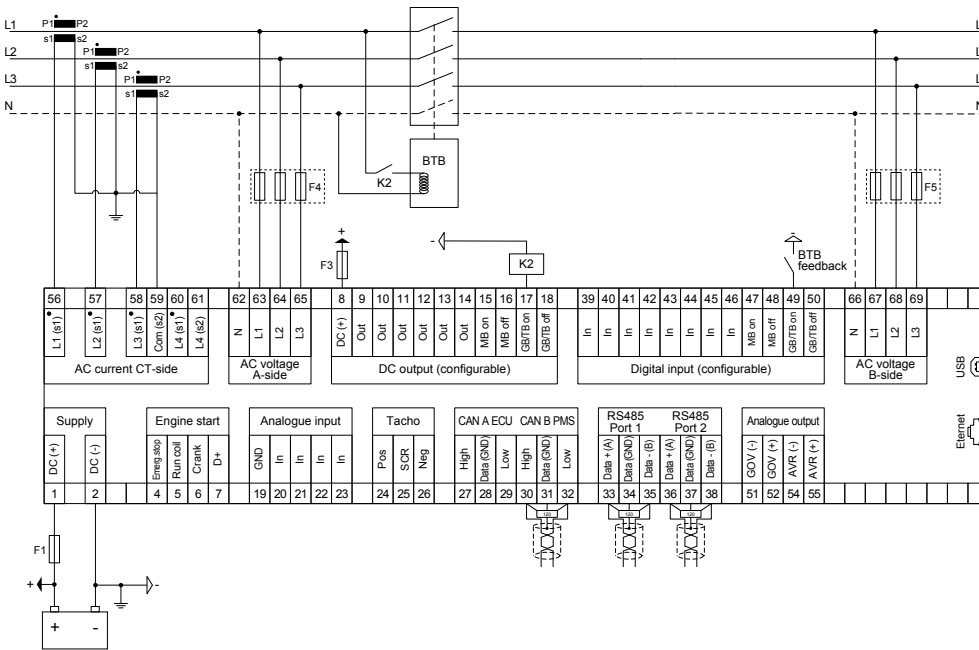 L1 P1 P2 L
s1 s2
L2 P1 P2 L
s1 s2
L3 P1 P2 L
s1 s2
N N
BTB
K2
F4
F5
+
F3
-
K2
-
BTB
feedback
56 57 58 59 60 61 62 63 64 65 8 9 10 11 12 13 14 15 16 17 18 39 40 41 42 43 44 45 46 47 48 49 50 66 67 68 69
L1 (s1) L2 (s1) L3 (s1) Com (s2) L4 (s1) L4 (s2) N L1 L2 L3 DC (+) Out Out Out Out Out Out MB on MB off GB/TB on GB/TB off In In In In In In In In MB on MB off GB/TB on GB/TB off N L1 L2 L3
AC current CT-side
AC voltage
A-side
DC output (configurable)
Digital input (configurable)
AC voltage
B-side
USB
Eternet
Supply Engine start Analogue input Tacho CAN A ECU CAN B PMS
RS485
Port 1
RS485
Port 2
Analogue output
DC (+) DC (-) Emerg.stop Run coil Crank D+ GND In In In In Pos SCR Neg High Data (GND) Low High Data (GND) Low Data + (A) Data (GND) Data - (B) Data + (A) Data (GND) Data - (B) GOV (-) GOV (+) AVR (-) AVR (+)
1 2 4 5 6 7 19 20 21 22 23 24 25 26 27 28 29 30 31 32 33 34 35 36 37 38 51 52 54 55
120 120 120
F1
+ -
+ -